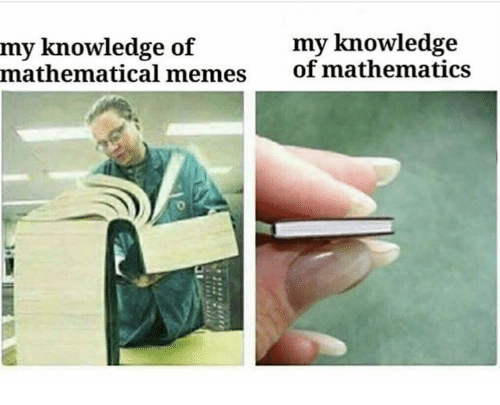 my knowledge of
mathematical memes
my knowledge
of mathematics